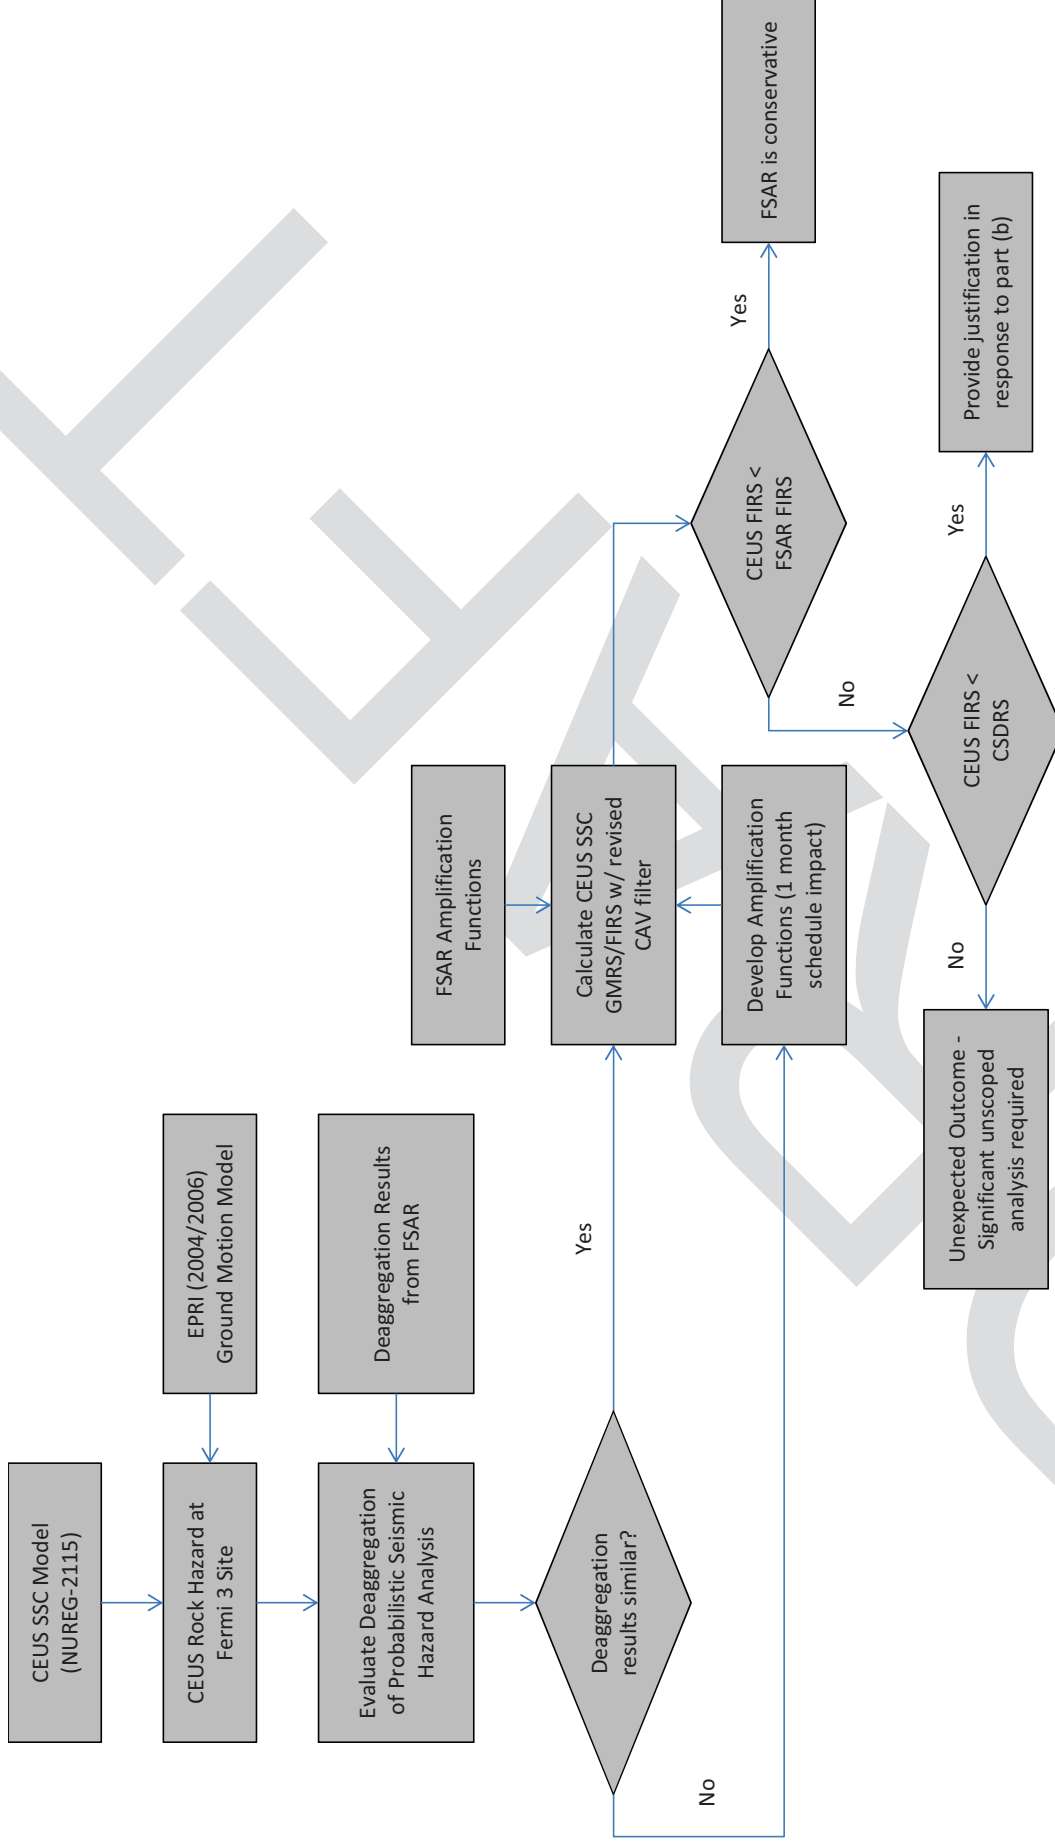 CEUS SSC Model
(NUREG-2115)
EPRI (2004/2006)
Ground Motion Model
CEUS Rock Hazard at
Fermi 3 Site
Deaggregation Results
from FSAR
Evaluate Deaggregation
of Probabilistic Seismic
Hazard Analysis
Deaggregation
results similar?
Yes
No
FSAR Amplification
Functions
Calculate CEUS SSC
GMRS/FIRS w/ revised
CAV filter
Develop Amplification
Functions (1 month
schedule impact)
CEUS FIRS <
FSAR FIRS
Yes
FSAR is conservative
No
CEUS FIRS <
CSDRS
Yes
Provide justification in
response to part (b)
No
Unexpected Outcome -
Significant unscoped
analysis required
DRAFT